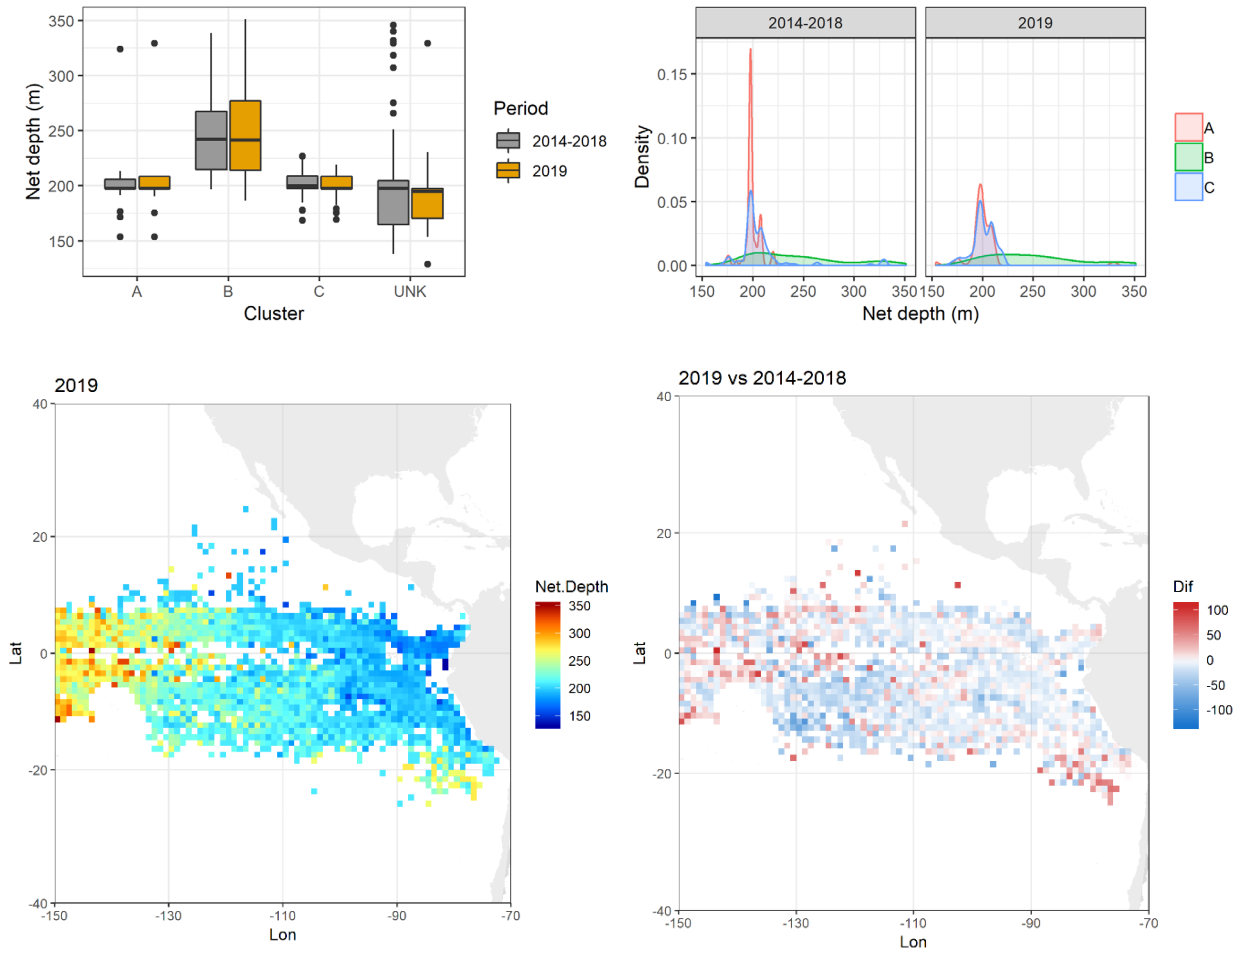 350
300
250
200
150
Net depth (m)
A
B
C
UNK
Cluster
Period
2014-2018
2019
2014-2018
2019
0.15
0.10
0.05
0.00
Density
150
200
250
300
350
150
200
250
300
350
Net depth (m)
A
B
C
2019
40
20
0
-20
-40
Lat
-150
-130
-110
-90
-70
Lon
Net.Depth
350
300
250
200
150
2019 vs 2014-2018
40
20
0
-20
-40
Lat
-150
-130
-110
-90
-70
Lon
Dif
100
50
0
-50
-100